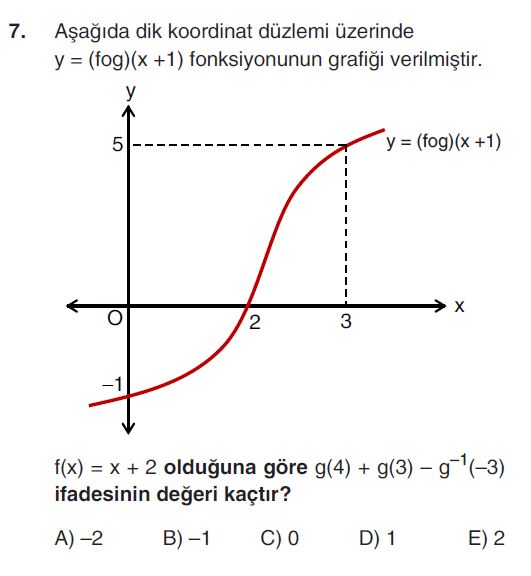 7. Aşağıda dik koordinat düzlemi üzerinde
y = (fog)(x +1) fonksiyonunun grafiği verilmiştir.
y
5
y = (fog)(x +1)
x
O
2
3
–1
f(x) = x + 2 olduğuna göre g(4) + g(3) – g⁻¹(–3)
ifadesinin değeri kaçtır?
A) –2 B) –1 C) 0 D) 1 E) 2